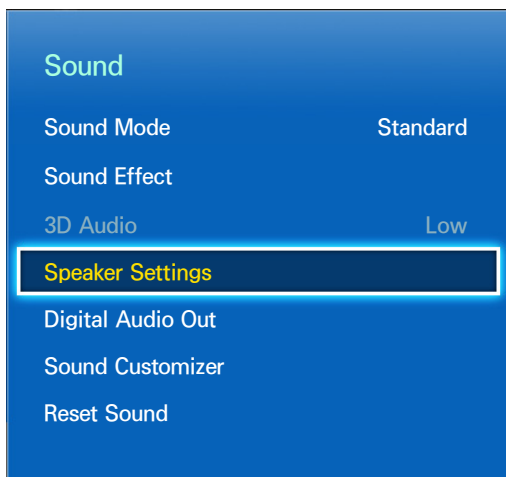 Sound
Sound Mode Standard
Sound Effect
3D Audio Low
Speaker Settings
Digital Audio Out
Sound Customizer
Reset Sound